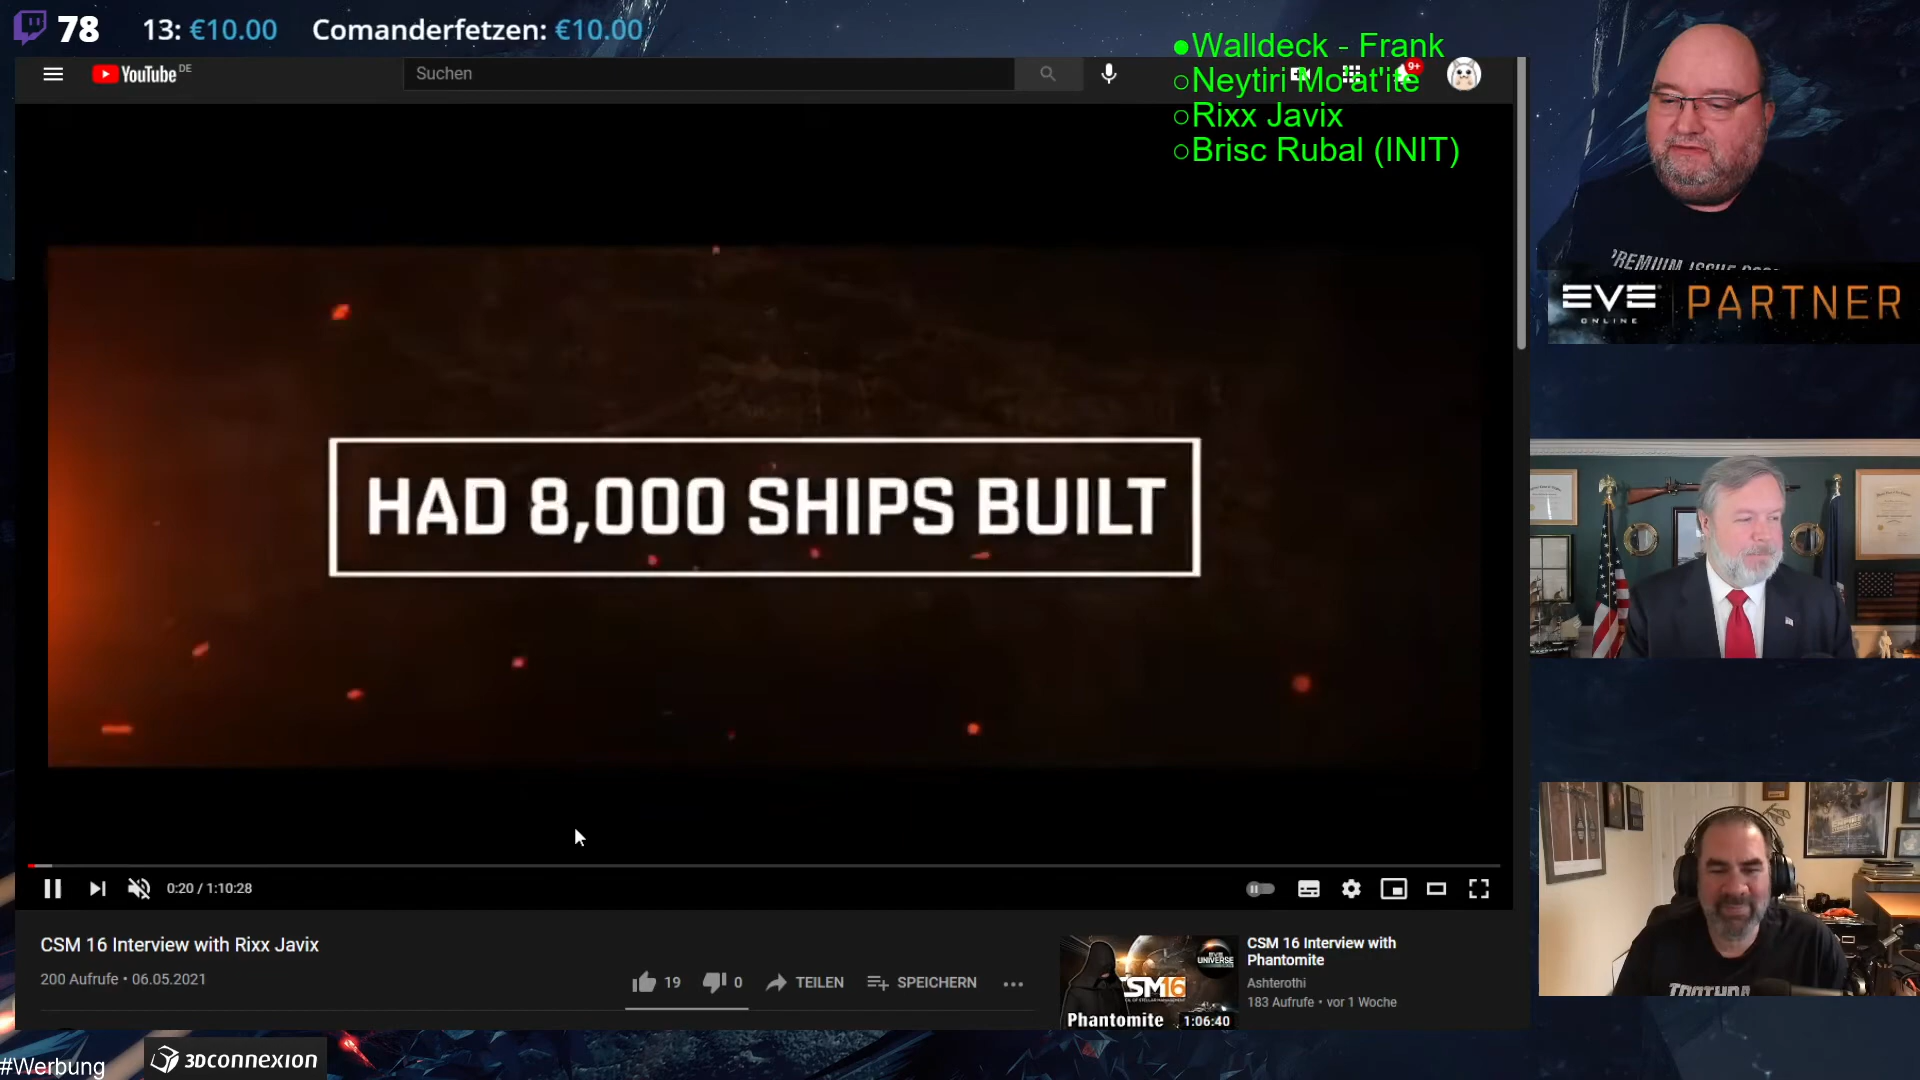 78
13: €10.00
Comanderfetzen: €10.00
YouTube DE
Suchen
9+
●Walldeck - Frank
○Neytiri Mo'at'ite
○Rixx Javix
○Brisc Rubal (INIT)
EVE
ONLINE
PARTNER
HAD 8,000 SHIPS BUILT
0:20 / 1:10:28
CSM 16 Interview with Rixx Javix
200 Aufrufe • 06.05.2021
19
0
TEILEN
SPEICHERN
EVE
UNIVERSE
Phantomite
1:06:40
CSM 16 Interview with
Phantomite
Ashterothi
183 Aufrufe • vor 1 Woche
#Werbung
3DCONNEXION